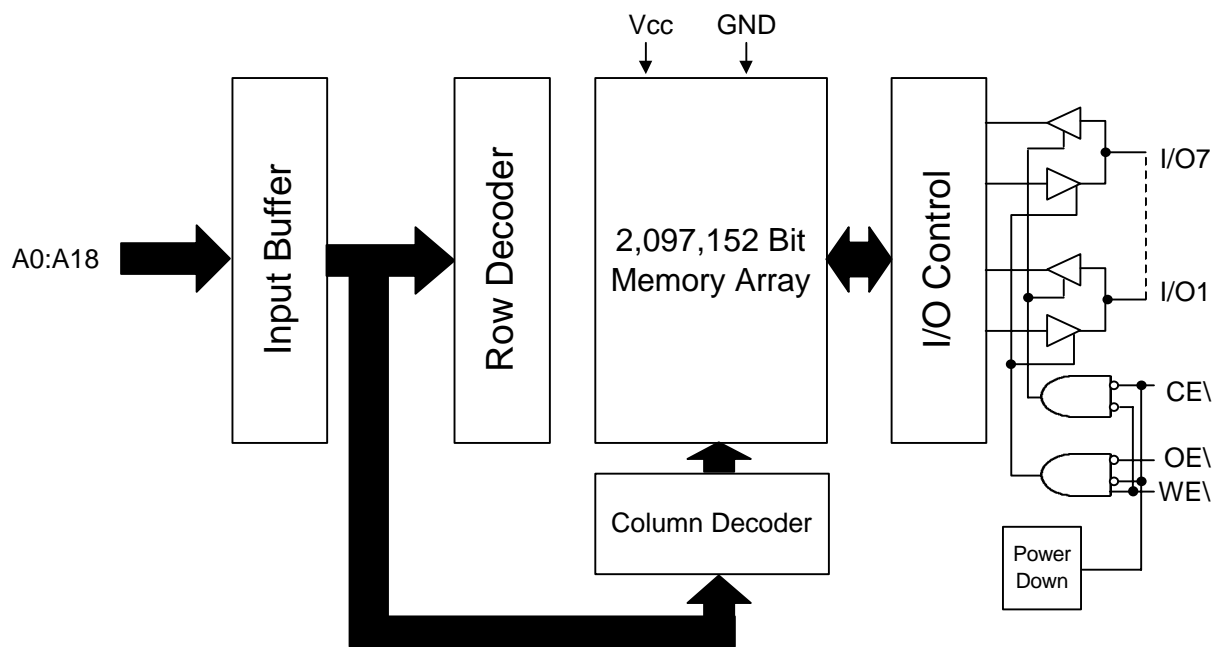 Vcc
GND
A0:A18
Input Buffer
Row Decoder
2,097,152 Bit
Memory Array
I/O Control
I/O7
I/O1
CE\
OE\
WE\
Column Decoder
Power
Down